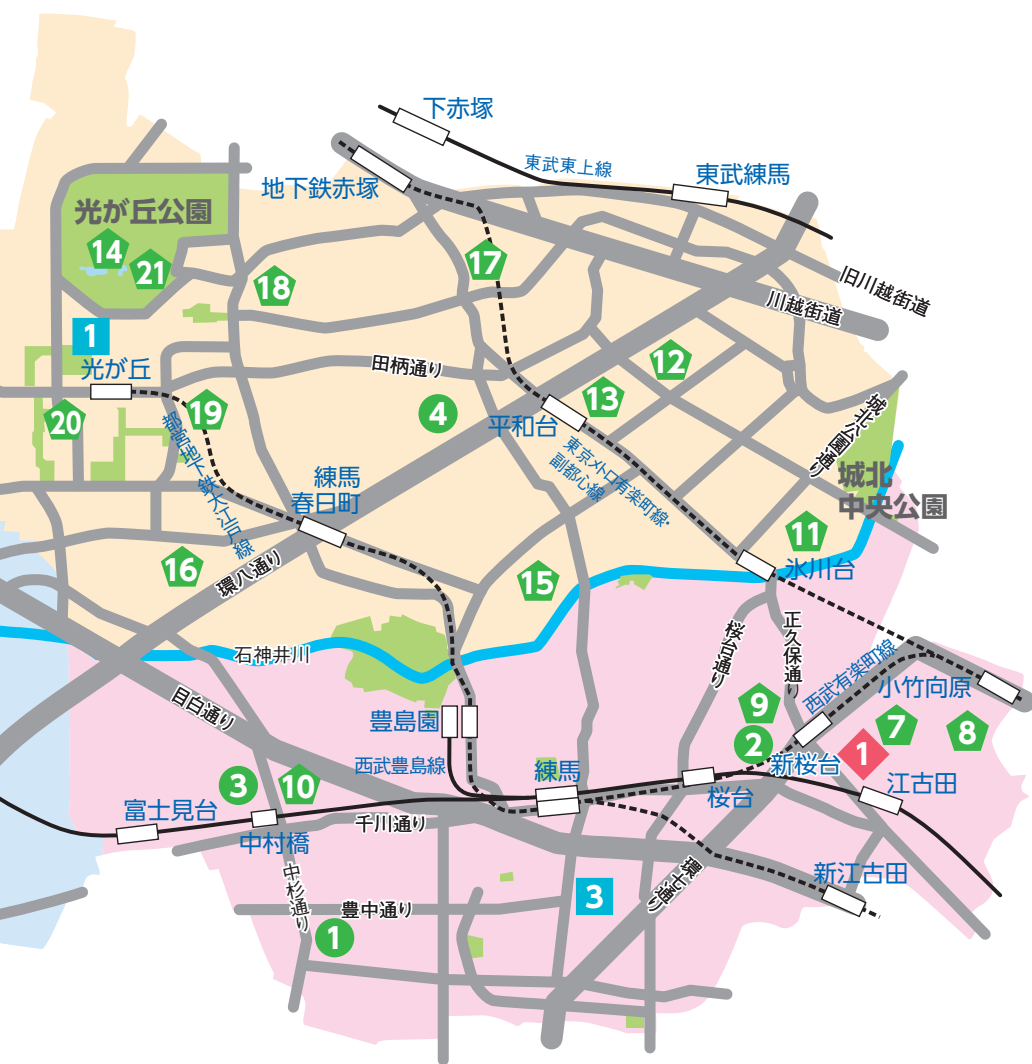 下赤塚
東武東上線
東武練馬
地下鉄赤塚
光が丘公園
14
21
17
18
旧川越街道
川越街道
1
光が丘
田柄通り
12
13
19
20
4
平和台
城北公園通り
都営地下鉄大江戸線
東京メトロ有楽町線・
副都心線
練馬
春日町
城北
中央公園
11
16
環八通り
15
氷川台
石神井川
桜台通り
正久保通り
西武有楽町線
小竹向原
目白通り
豊島園
9
7
8
2
新桜台
1
西武豊島線
練馬
3
10
桜台
江古田
富士見台
中村橋
千川通り
中杉通り
新江古田
環七通り
3
豊中通り
1